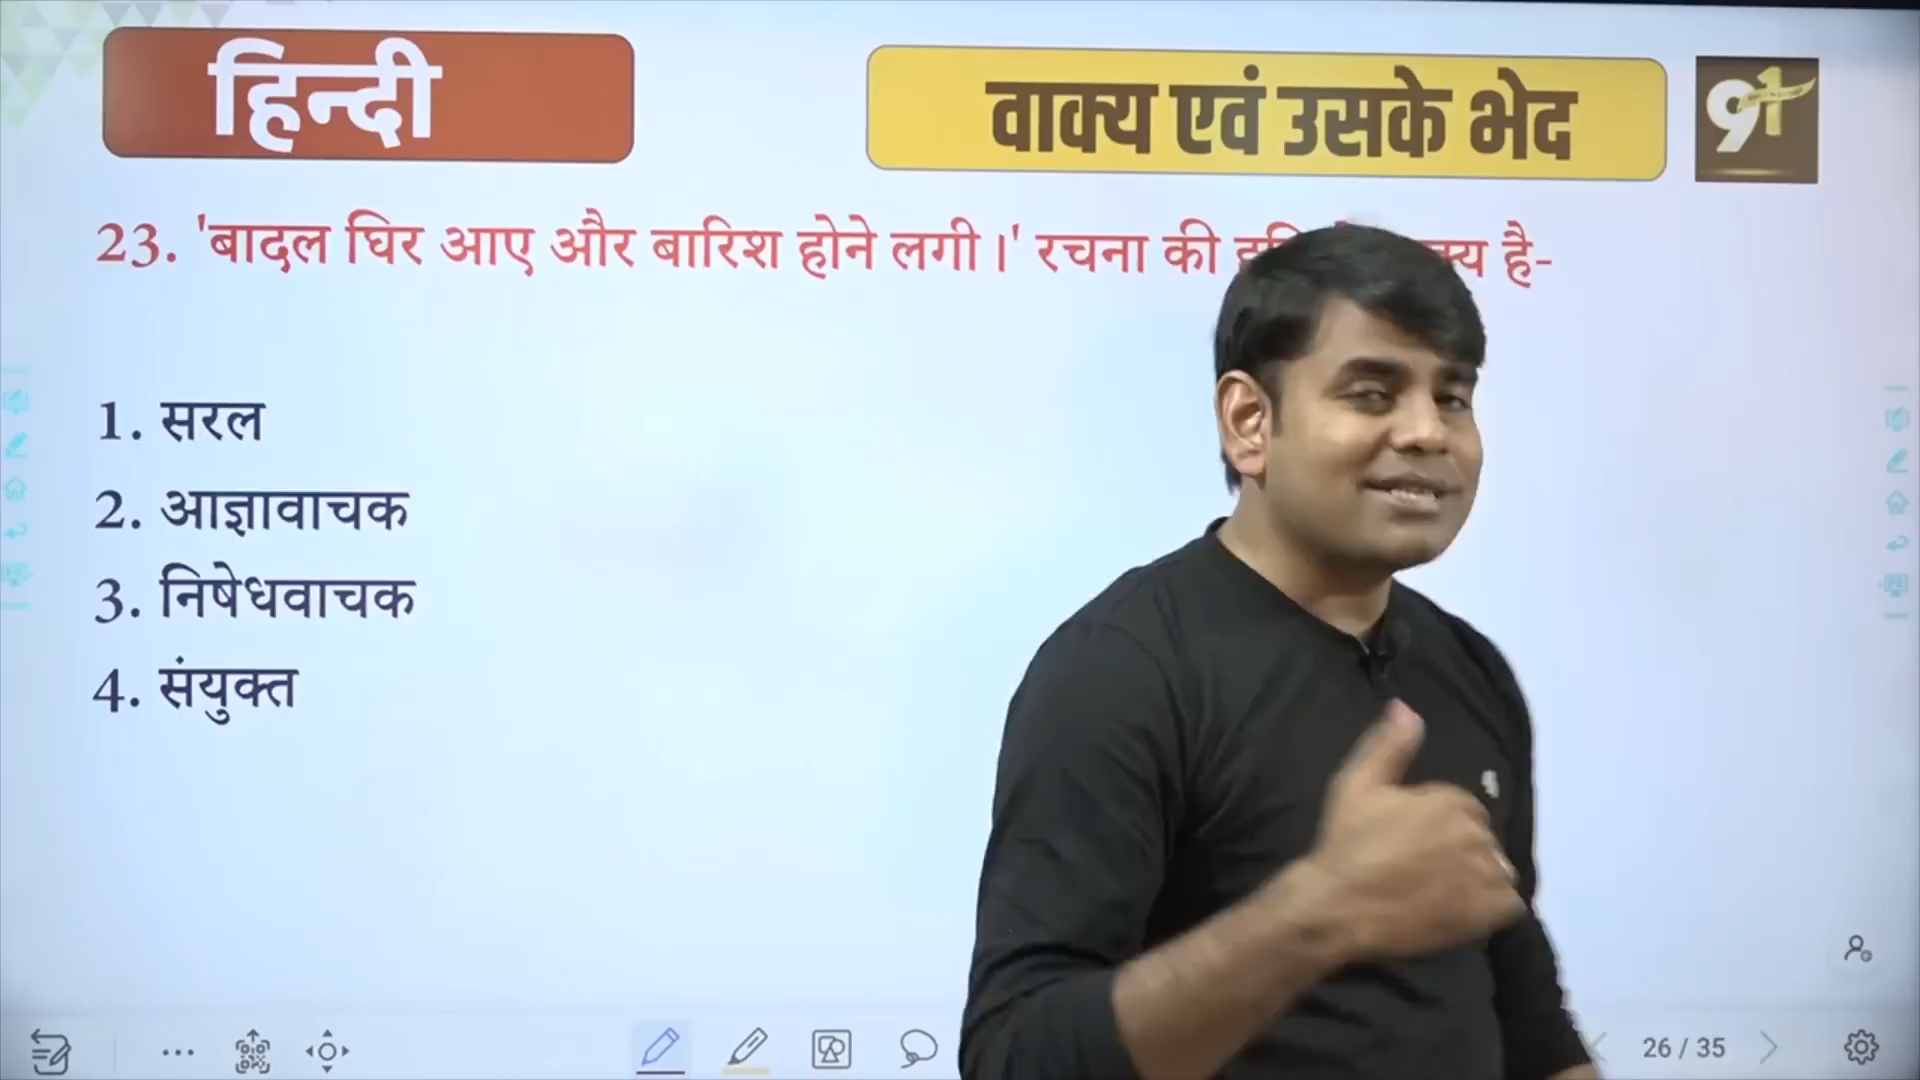 हिन्दी
वाक्य एवं उसके भेद
91
23. 'बादल घिर आए और बारिश होने लगी।' रचना की है-
1. सरल
2. आज्ञावाचक
3. निषेधवाचक
4. संयुक्त
26 / 35